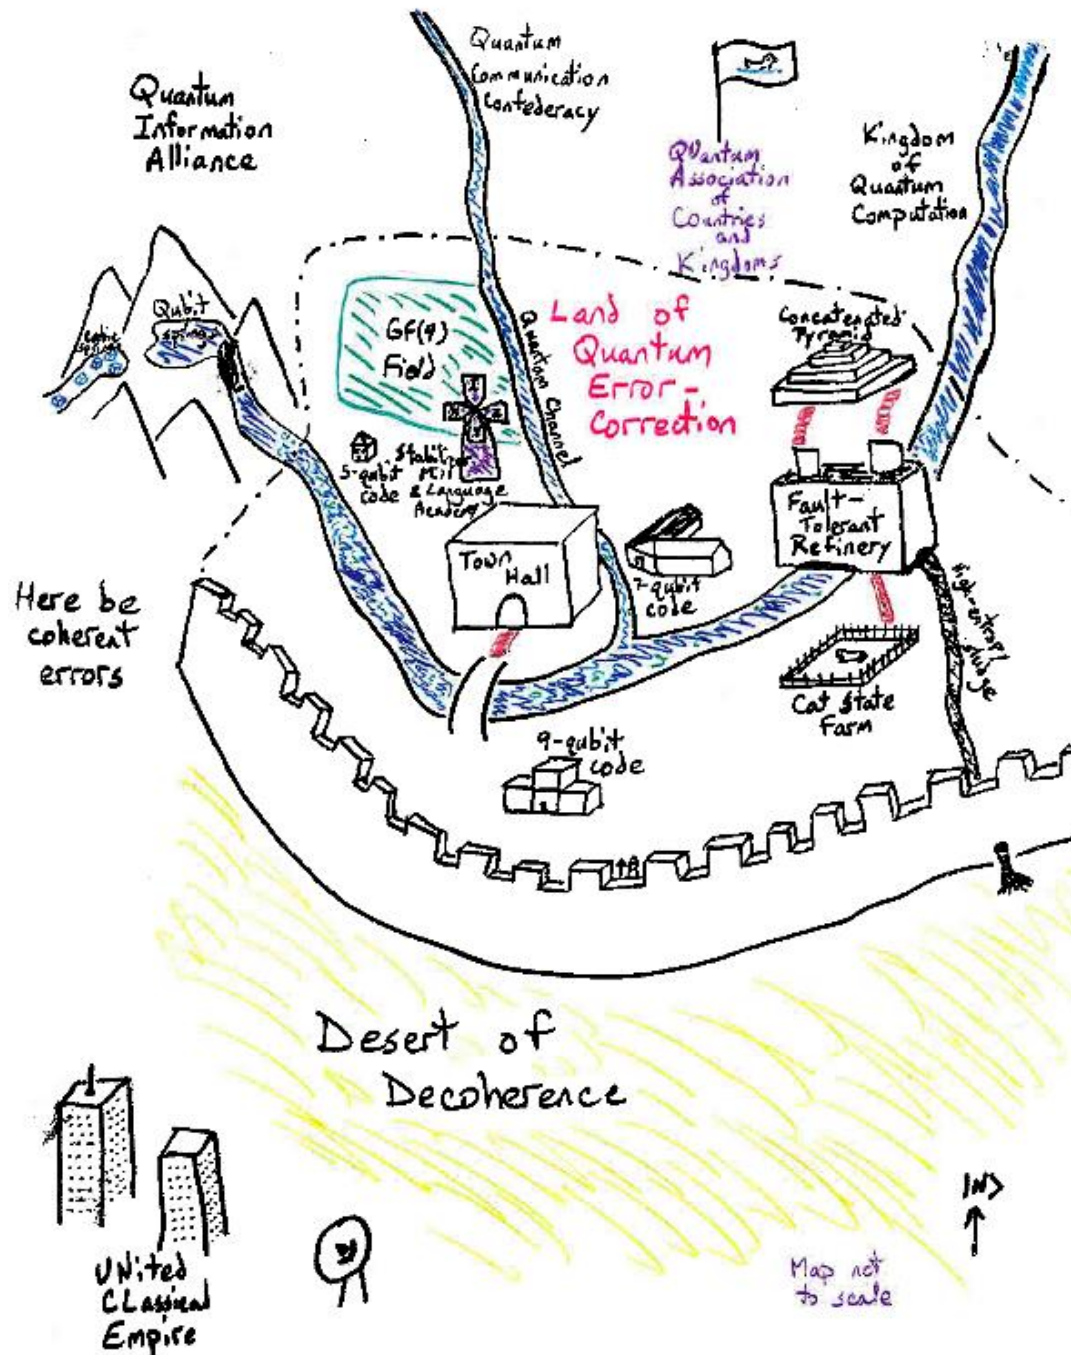 Quantum
Communication
Confederacy
Quantum
Information
Alliance
QUantum
Association
of
Countries
and
Kingdoms
Kingdom
of
Quantum
Computation
Qubit
springs
GF(4)
Field
Quantum Channel
Land of
Quantum
Error-
Correction
Concatenated
Pyramid
5-qubit
code
Stabilizer
Mill
& Language
Academy
Town
Hall
7-qubit
code
Fault-
Tolerant
Refinery
high-entropy
sludge
Here be
coherent
errors
Cat State
Farm
9-qubit
code
Desert of
Decoherence
UNited
CLassical
Empire
|N>
Map not
to scale